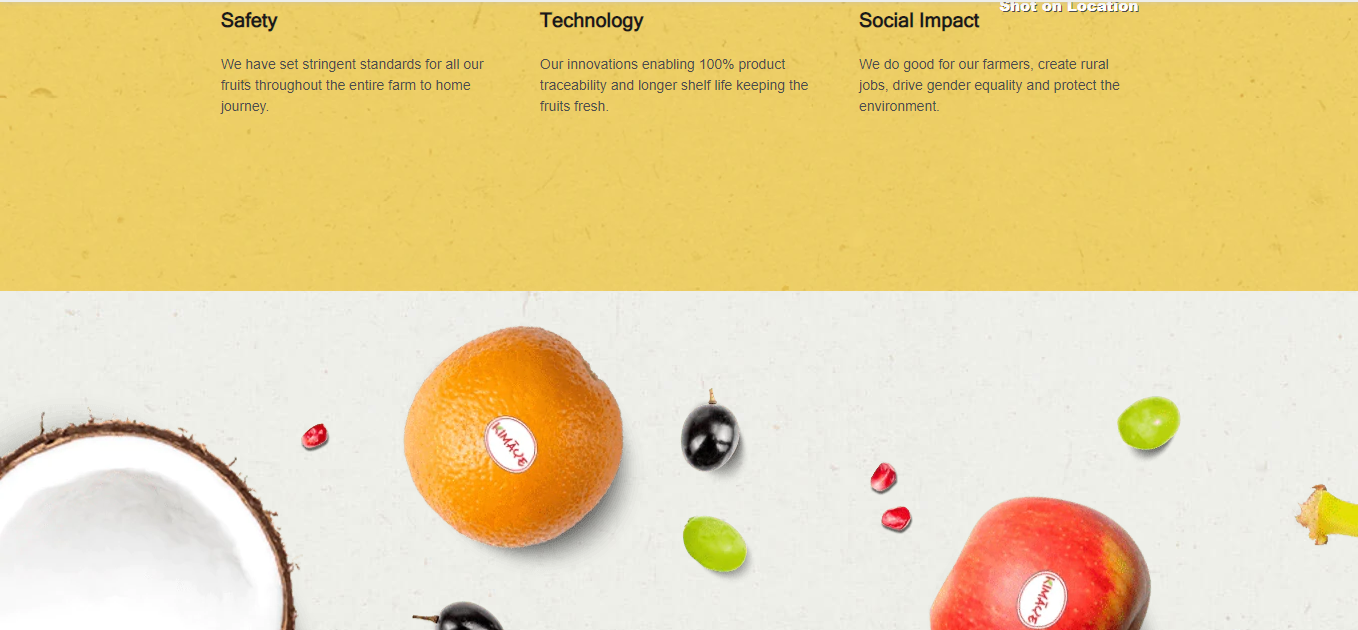 Shot on Location
Safety
We have set stringent standards for all our
fruits throughout the entire farm to home
journey.
Technology
Our innovations enabling 100% product
traceability and longer shelf life keeping the
fruits fresh.
Social Impact
We do good for our farmers, create rural
jobs, drive gender equality and protect the
environment.
KIMĀYE
KIMĀYE